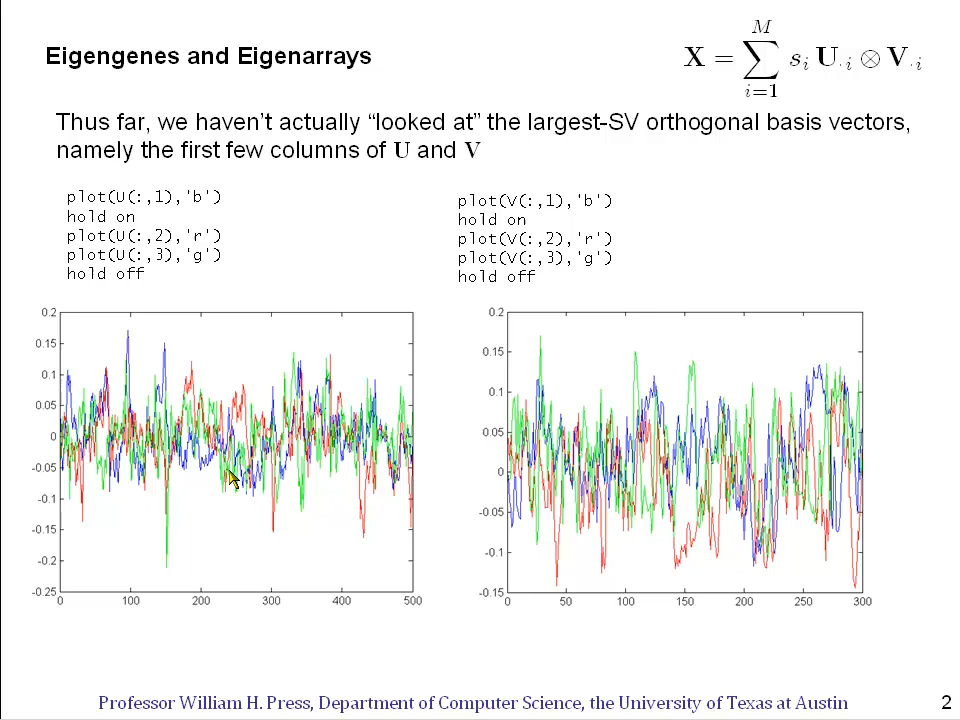 Eigengenes and Eigenarrays
X = \sum_{i=1}^{M} s_i U_{\cdot i} ⊗ V_{\cdot i}
Thus far, we haven't actually “looked at” the largest-SV orthogonal basis vectors,
namely the first few columns of U and V
plot(U(:,1),'b')
hold on
plot(U(:,2),'r')
plot(U(:,3),'g')
hold off
plot(V(:,1),'b')
hold on
plot(V(:,2),'r')
plot(V(:,3),'g')
hold off
0.2
0.15
0.1
0.05
0
-0.05
-0.1
-0.15
-0.2
-0.25
0 100 200 300 400 500
0.2
0.15
0.1
0.05
0
-0.05
-0.1
-0.15
0 50 100 150 200 250 300
Professor William H. Press, Department of Computer Science, the University of Texas at Austin
2